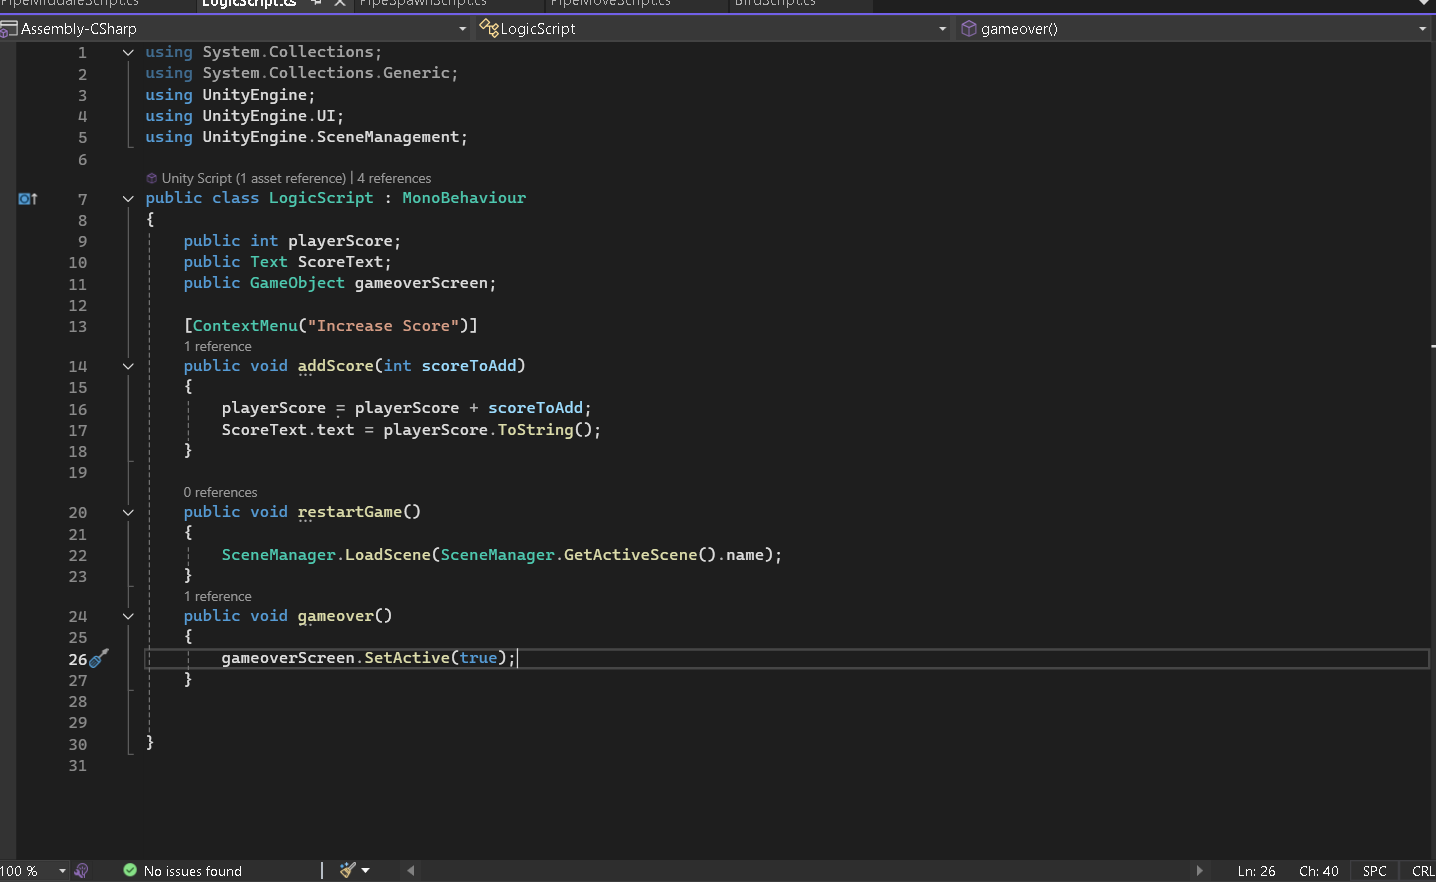 PipeMiddaleScript.cs LogicScript.cs PipeSpawnScript.cs PipeMoveScript.cs BirdScript.cs
Assembly-CSharp LogicScript gameover()
1 using System.Collections;
2 using System.Collections.Generic;
3 using UnityEngine;
4 using UnityEngine.UI;
5 using UnityEngine.SceneManagement;
6
Unity Script (1 asset reference) | 4 references
7 public class LogicScript : MonoBehaviour
8 {
9 public int playerScore;
10 public Text ScoreText;
11 public GameObject gameoverScreen;
12
13 [ContextMenu("Increase Score")]
1 reference
14 public void addScore(int scoreToAdd)
15 {
16 playerScore = playerScore + scoreToAdd;
17 ScoreText.text = playerScore.ToString();
18 }
19
0 references
20 public void restartGame()
21 {
22 SceneManager.LoadScene(SceneManager.GetActiveScene().name);
23 }
1 reference
24 public void gameover()
25 {
26 gameoverScreen.SetActive(true);
27 }
28
29
30 }
31
100 % No issues found Ln: 26 Ch: 40 SPC CRL